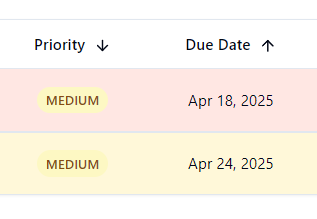 Priority ↓ Due Date ↑
MEDIUM Apr 18, 2025
MEDIUM Apr 24, 2025